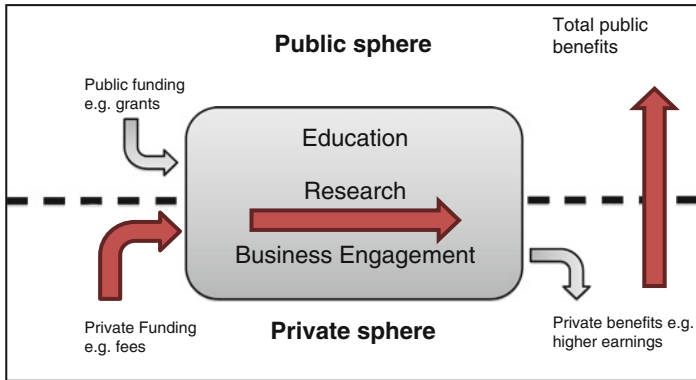 Public sphere
Total public
benefits
Public funding
e.g. grants
Education
Research
Business Engagement
Private Funding
e.g. fees
Private sphere
Private benefits e.g.
higher earnings